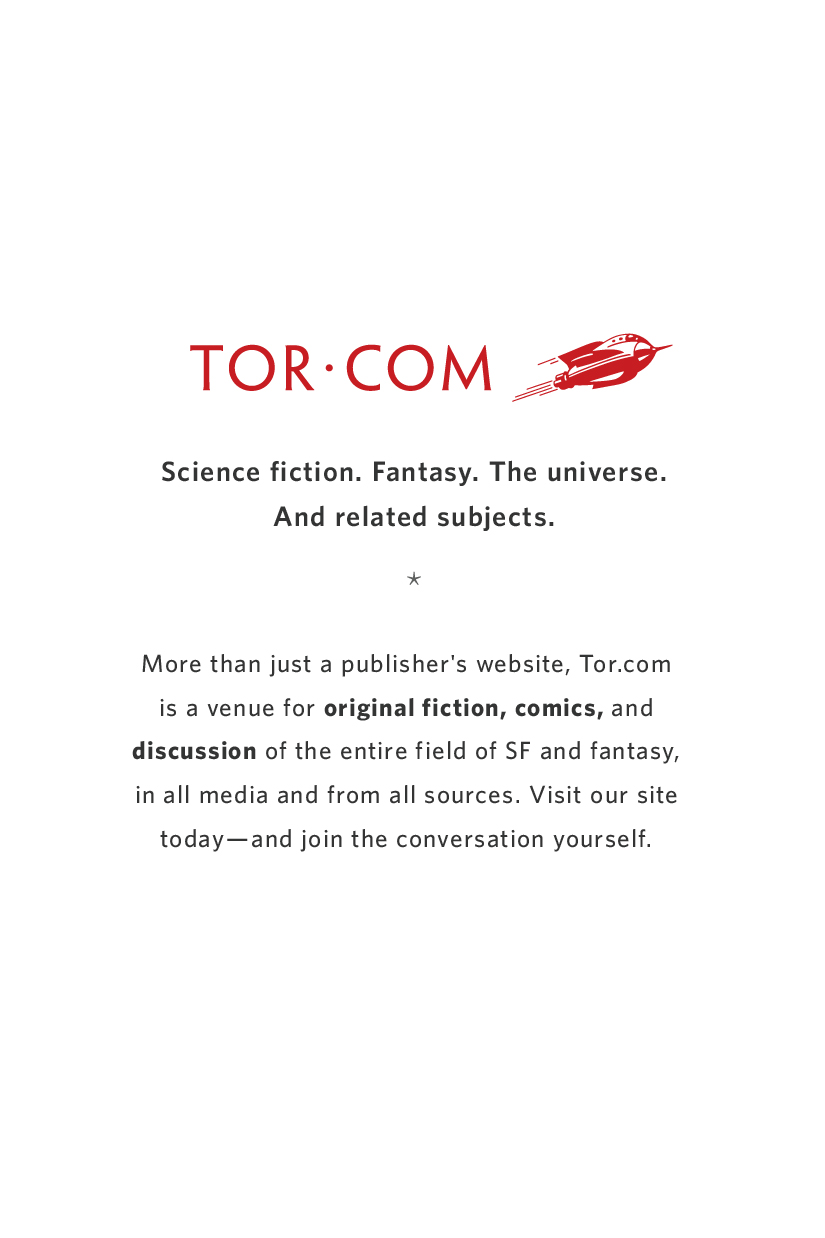 TOR·COM
Science fiction. Fantasy. The universe.
And related subjects.
*
More than just a publisher's website, Tor.com
is a venue for original fiction, comics, and
discussion of the entire field of SF and fantasy,
in all media and from all sources. Visit our site
today—and join the conversation yourself.